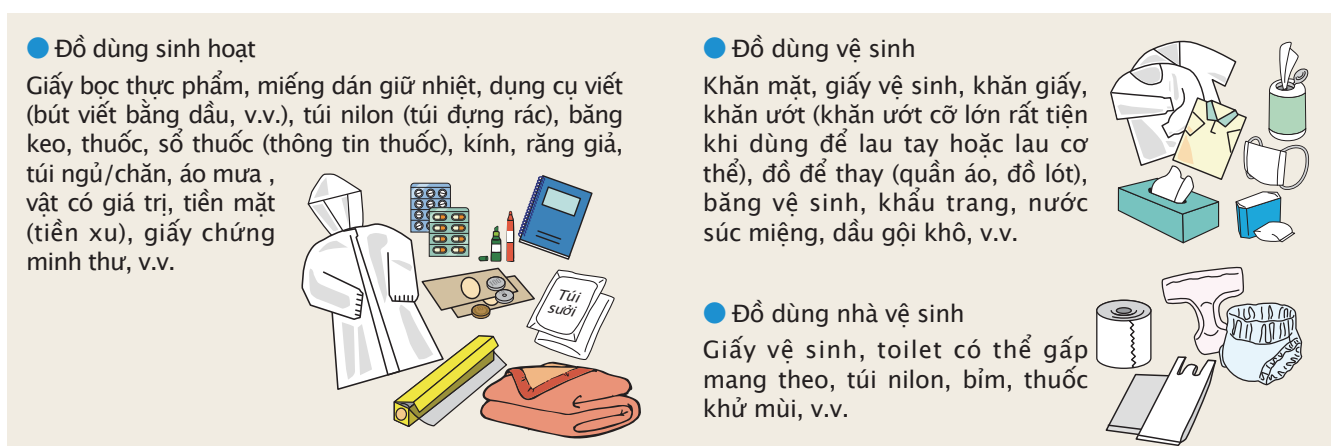 Đồ dùng sinh hoạt
Giấy bọc thực phẩm, miếng dán giữ nhiệt, dụng cụ viết
(bút viết bằng dầu, v.v.), túi nilon (túi đựng rác), băng
keo, thuốc, sổ thuốc (thông tin thuốc), kính, răng giả,
túi ngủ/chăn, áo mưa ,
vật có giá trị, tiền mặt
(tiền xu), giấy chứng
minh thư, v.v.
Túi
sưởi
Đồ dùng vệ sinh
Khăn mặt, giấy vệ sinh, khăn giấy,
khăn ướt (khăn ướt cỡ lớn rất tiện
khi dùng để lau tay hoặc lau cơ
thể), đồ để thay (quần áo, đồ lót),
băng vệ sinh, khẩu trang, nước
súc miệng, dầu gội khô, v.v.
Đồ dùng nhà vệ sinh
Giấy vệ sinh, toilet có thể gấp
mang theo, túi nilon, bỉm, thuốc
khử mùi, v.v.